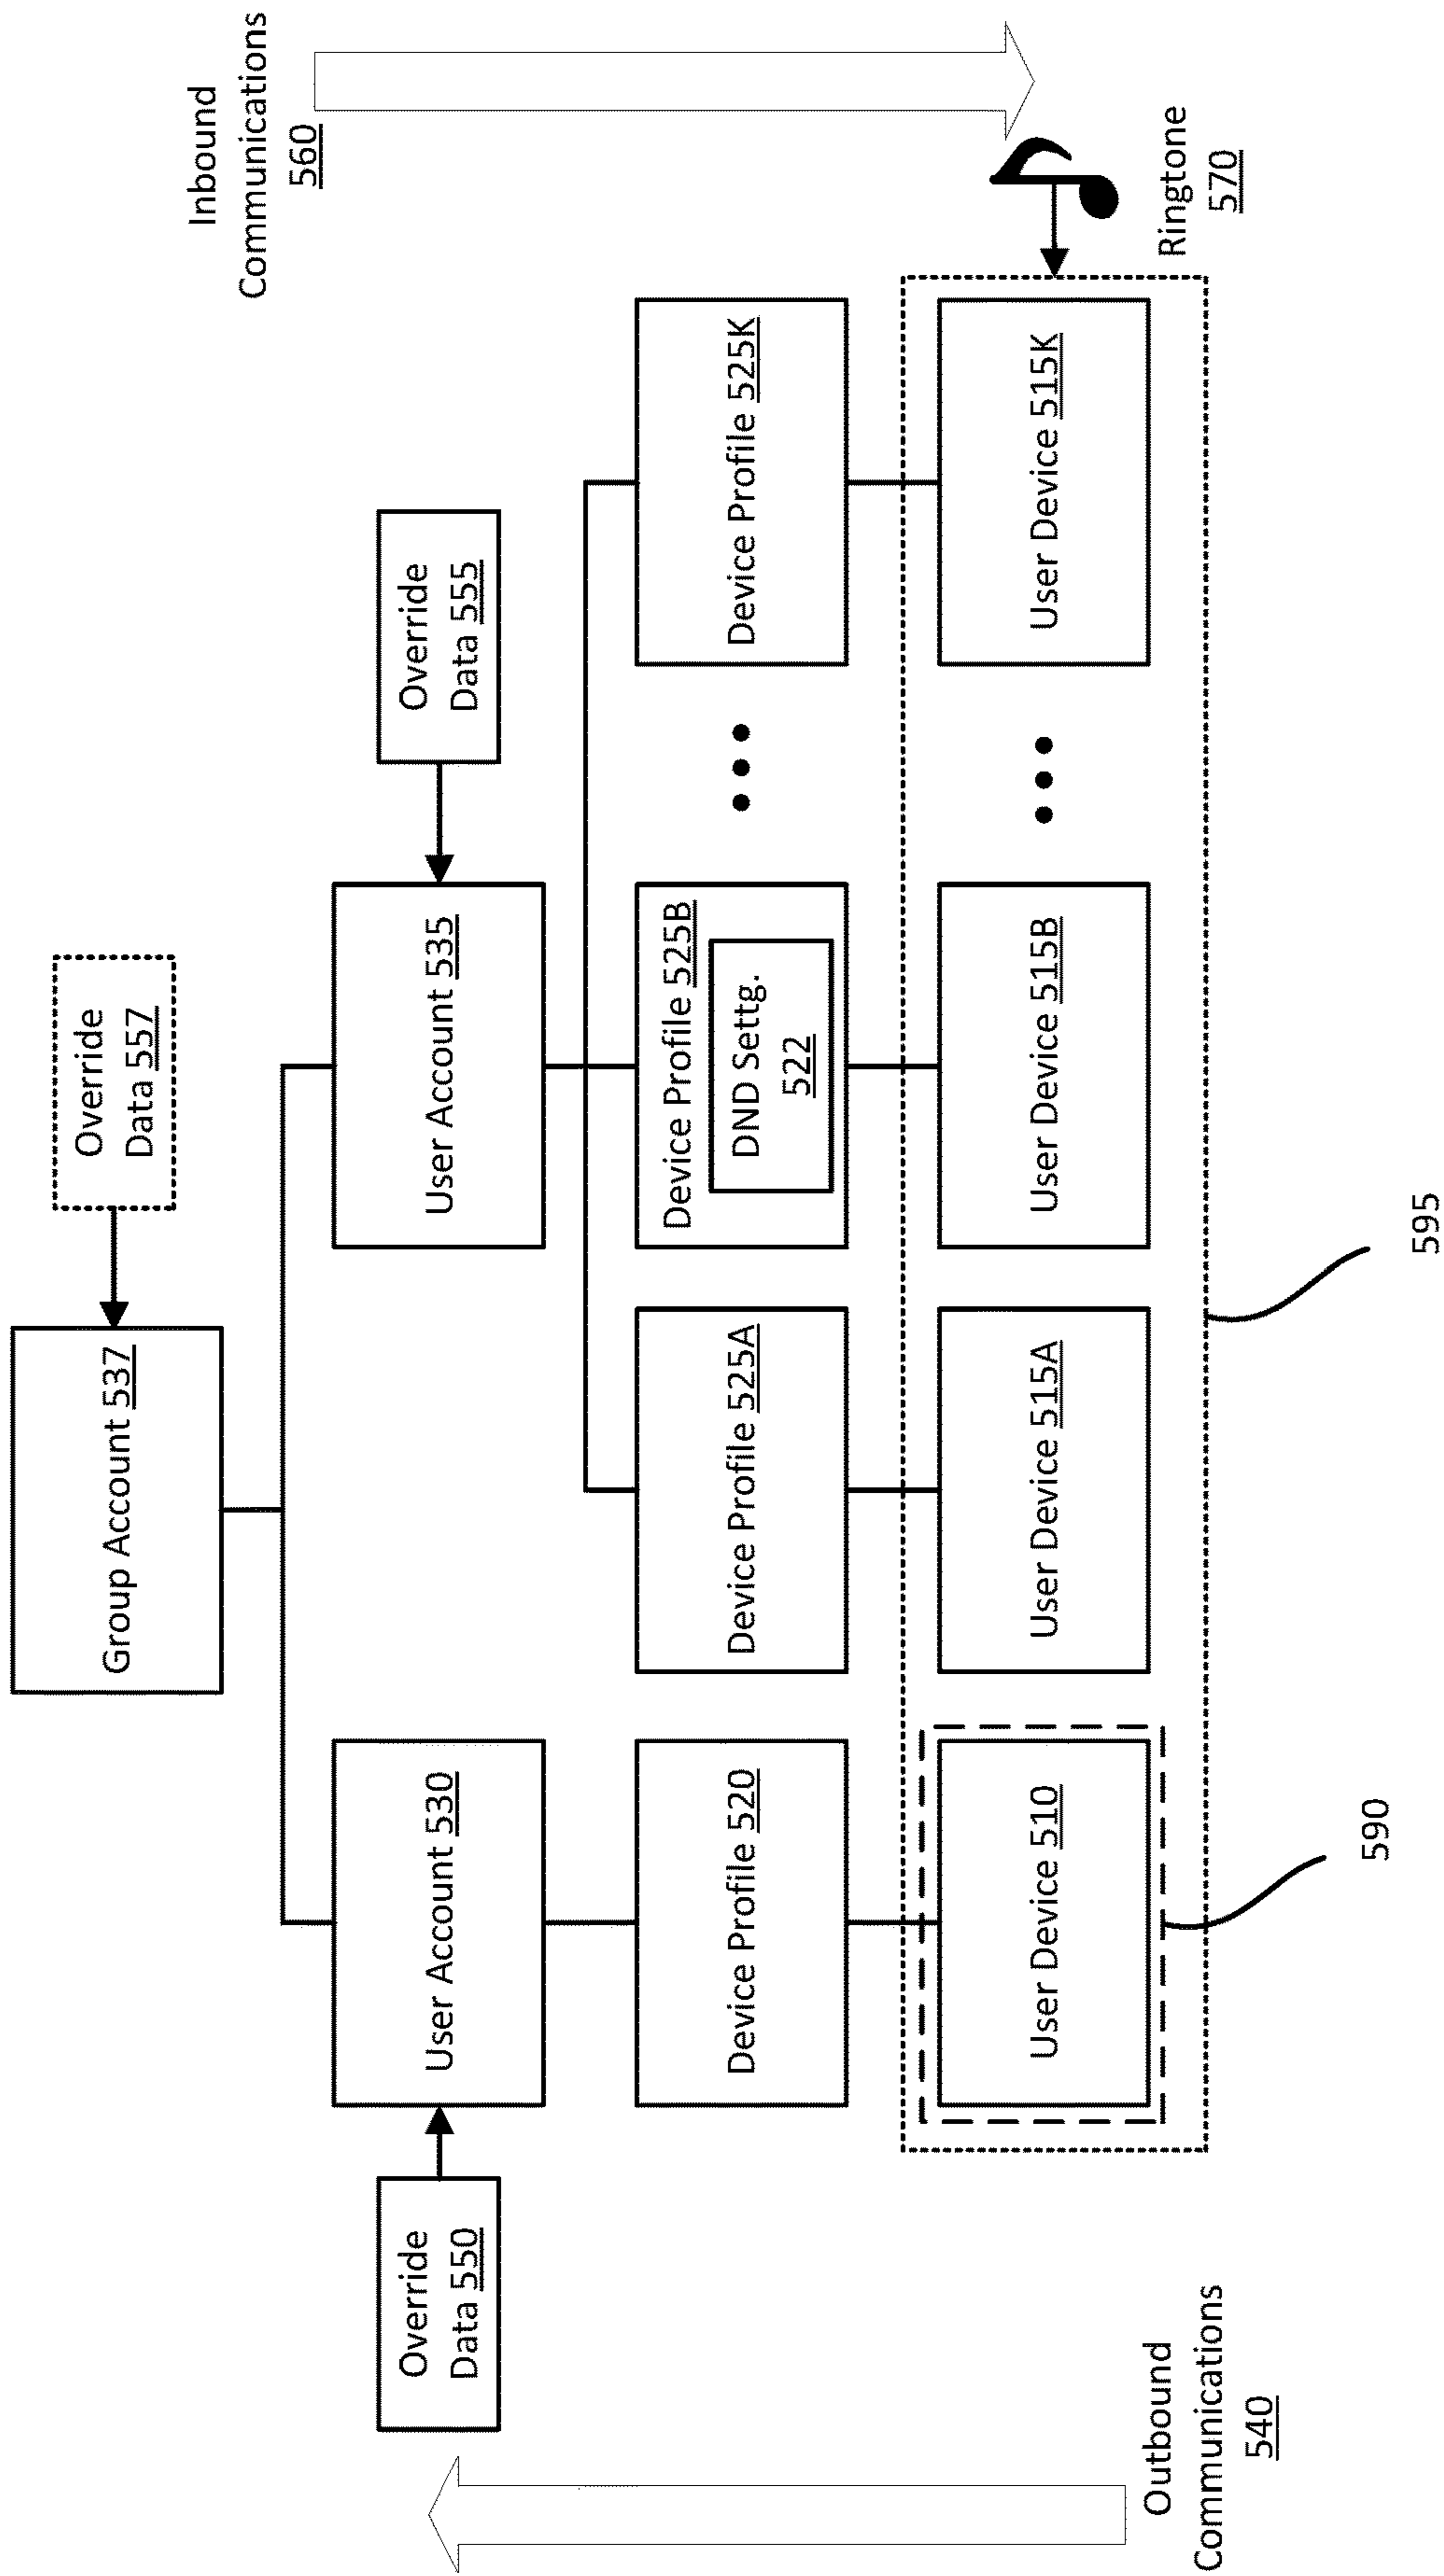 Group Account 537
Override
Data 557
Inbound
Communications
560
Override
Data 550
User Account 530
User Account 535
Override
Data 555
Device Profile 520
Device Profile 525A
Device Profile 525B
DND Settg.
522
Device Profile 525K
User Device 510
User Device 515A
User Device 515B
User Device 515K
Ringtone
570
Outbound
Communications
540
590
595